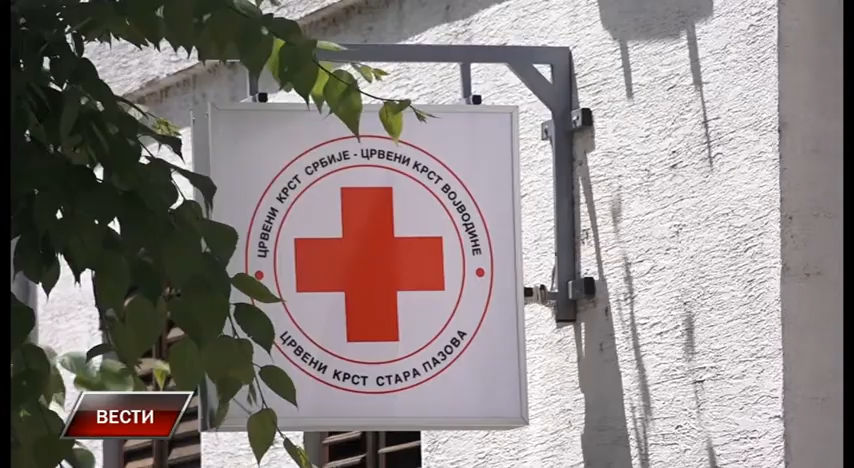 ЦРВЕНИ КРСТ СРБИЈЕ - ЦРВЕНИ КРСТ ВОЈВОДИНЕ
ЦРВЕНИ КРСТ СТАРА ПАЗОВА
ВЕСТИ